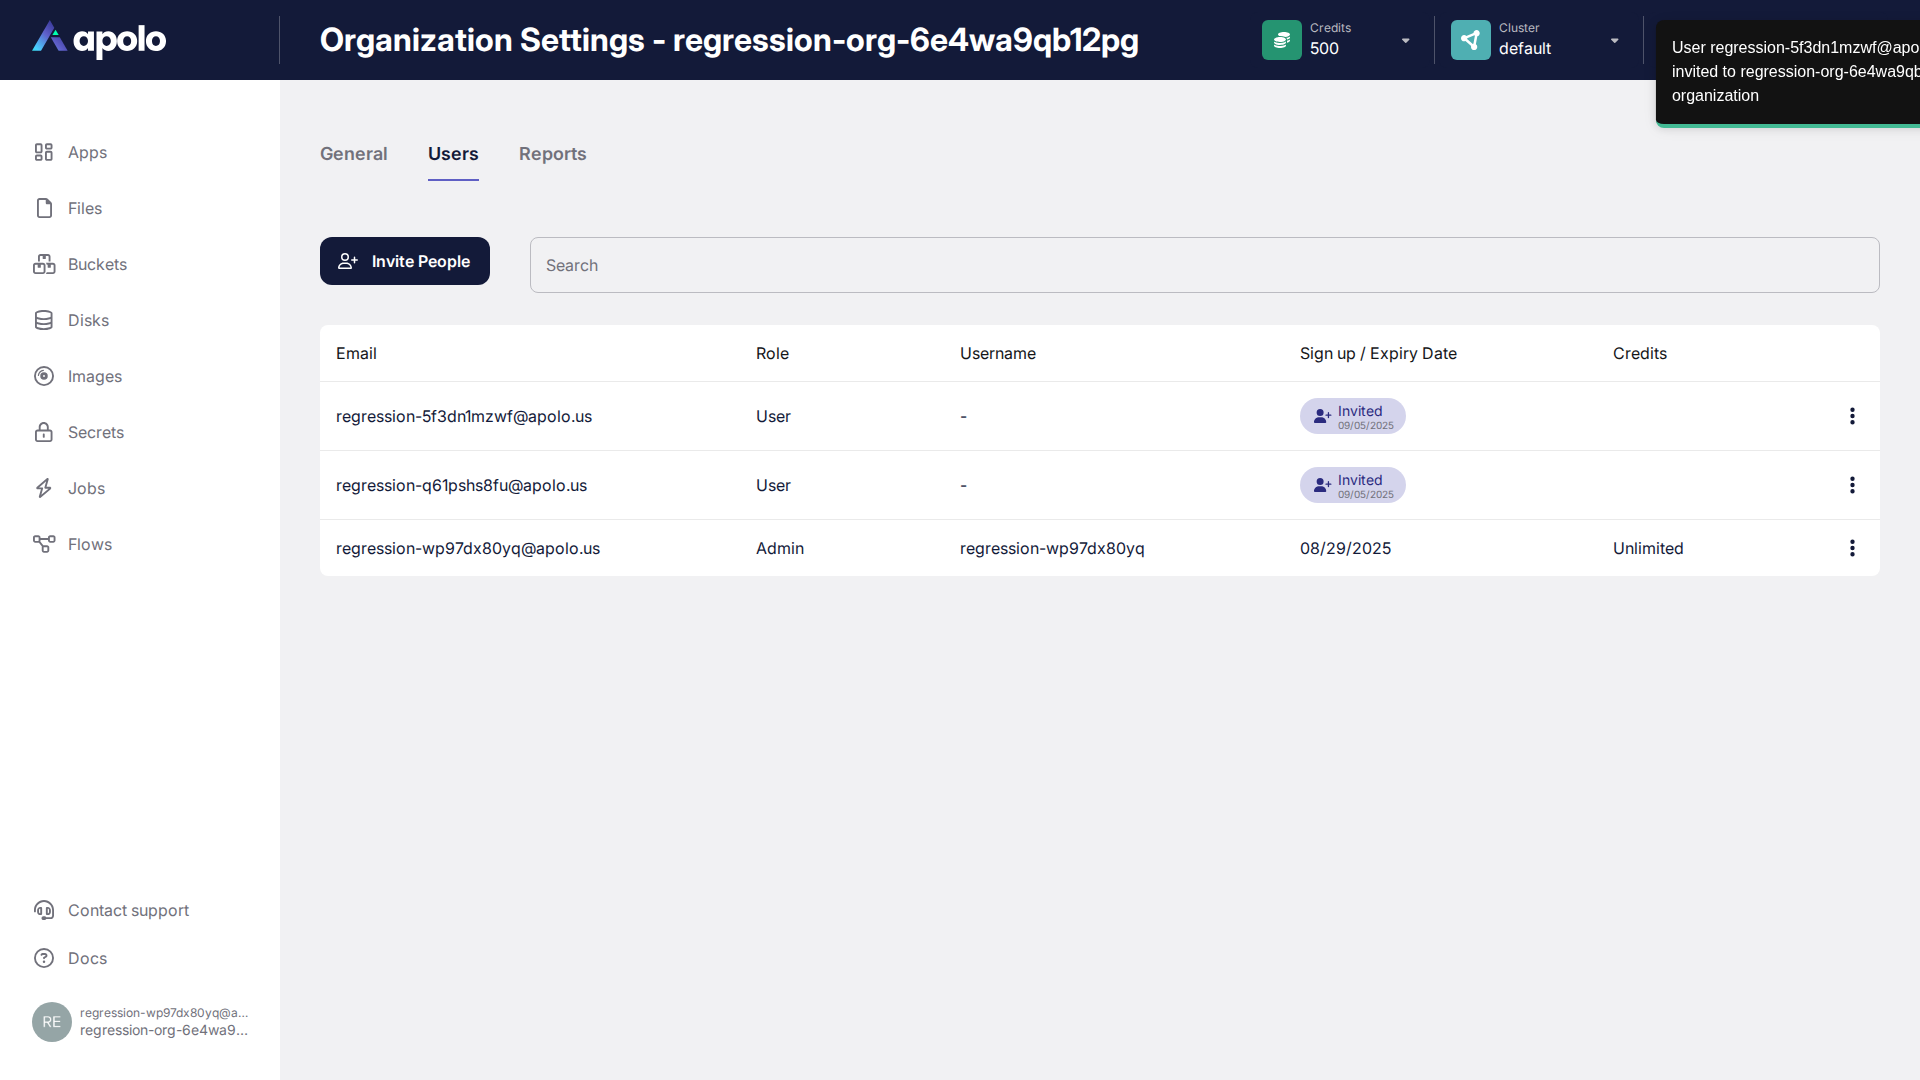 apolo
Organization Settings - regression-org-6e4wa9qb12pg
Credits
500
Cluster
default
User regression-5f3dn1mzwf@apo
invited to regression-org-6e4wa9qb
organization
Apps
Files
Buckets
Disks
Images
Secrets
Jobs
Flows
Contact support
Docs
RE
regression-wp97dx80yq@a...
regression-org-6e4wa9...
General Users Reports
Invite People
Search
Email Role Username Sign up / Expiry Date Credits
regression-5f3dn1mzwf@apolo.us User - Invited
09/05/2025
regression-q61pshs8fu@apolo.us User - Invited
09/05/2025
regression-wp97dx80yq@apolo.us Admin regression-wp97dx80yq 08/29/2025 Unlimited